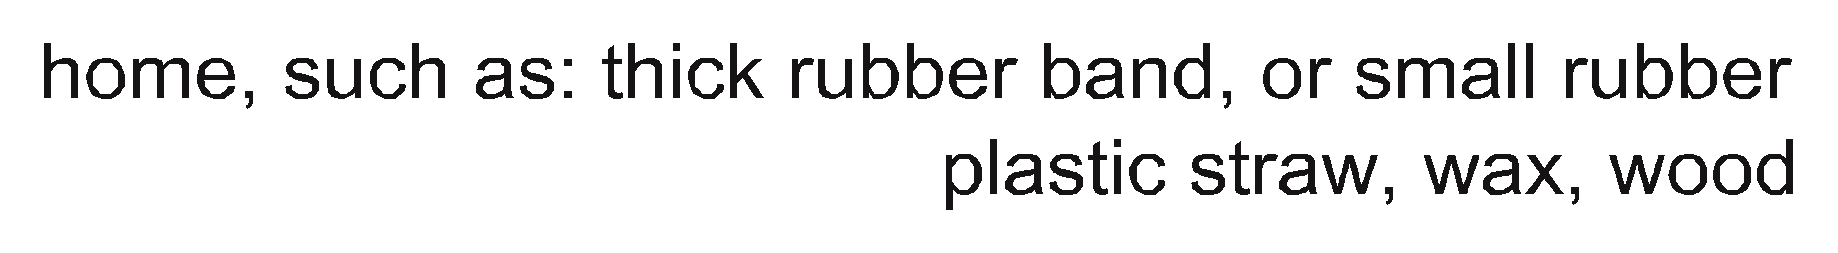 home, such as: thick rubber band, or small rubber
plastic straw, wax, wood